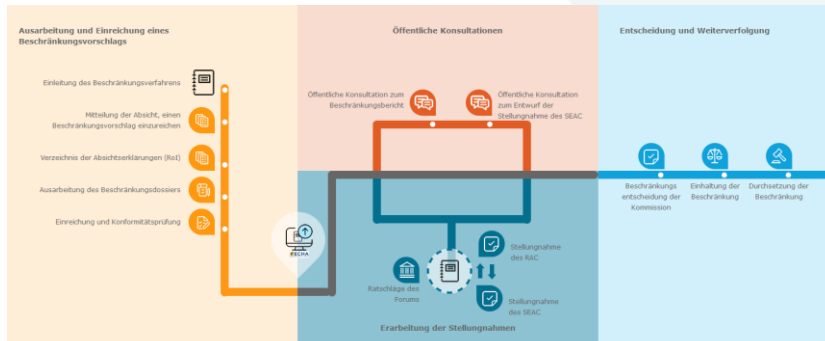 Ausarbeitung und Einreichung eines
Beschränkungsvorschlags
Einleitung des Beschränkungsverfahrens
Mitteilung der Absicht, einen
Beschränkungsvorschlag einzureichen
Verzeichnis der Absichtserklärungen (RoI)
Ausarbeitung des Beschränkungsdossiers
Einreichung und Konformitätsprüfung
ECHA
Öffentliche Konsultationen
Öffentliche Konsultation zum
Beschränkungsbericht
Öffentliche Konsultation
zum Entwurf der
Stellungnahme des SEAC
Stellungnahme
des RAC
Ratschläge des
Forums
Stellungnahme
des SEAC
Erarbeitung der Stellungnahmen
Entscheidung und Weiterverfolgung
Beschränkungs
entscheidung der
Kommission
Einhaltung der
Beschränkung
Durchsetzung der
Beschränkung